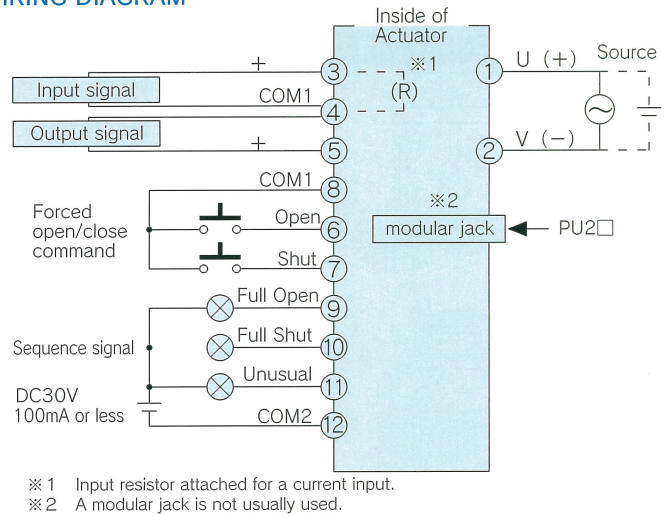 WIRING DIAGRAM
Inside of
Actuator
Source
Input signal
+
③
※1
(R)
①
U (+)
COM1
④
Output signal
+
⑤
②
V (−)
COM1
⑧
Forced
open/close
command
Open
⑥
Shut
⑦
※2
modular jack
PU2□
Full Open
⑨
Sequence signal
Full Shut
⑩
Unusual
⑪
DC30V
100mA or less
COM2
⑫
※1 Input resistor attached for a current input.
※2 A modular jack is not usually used.